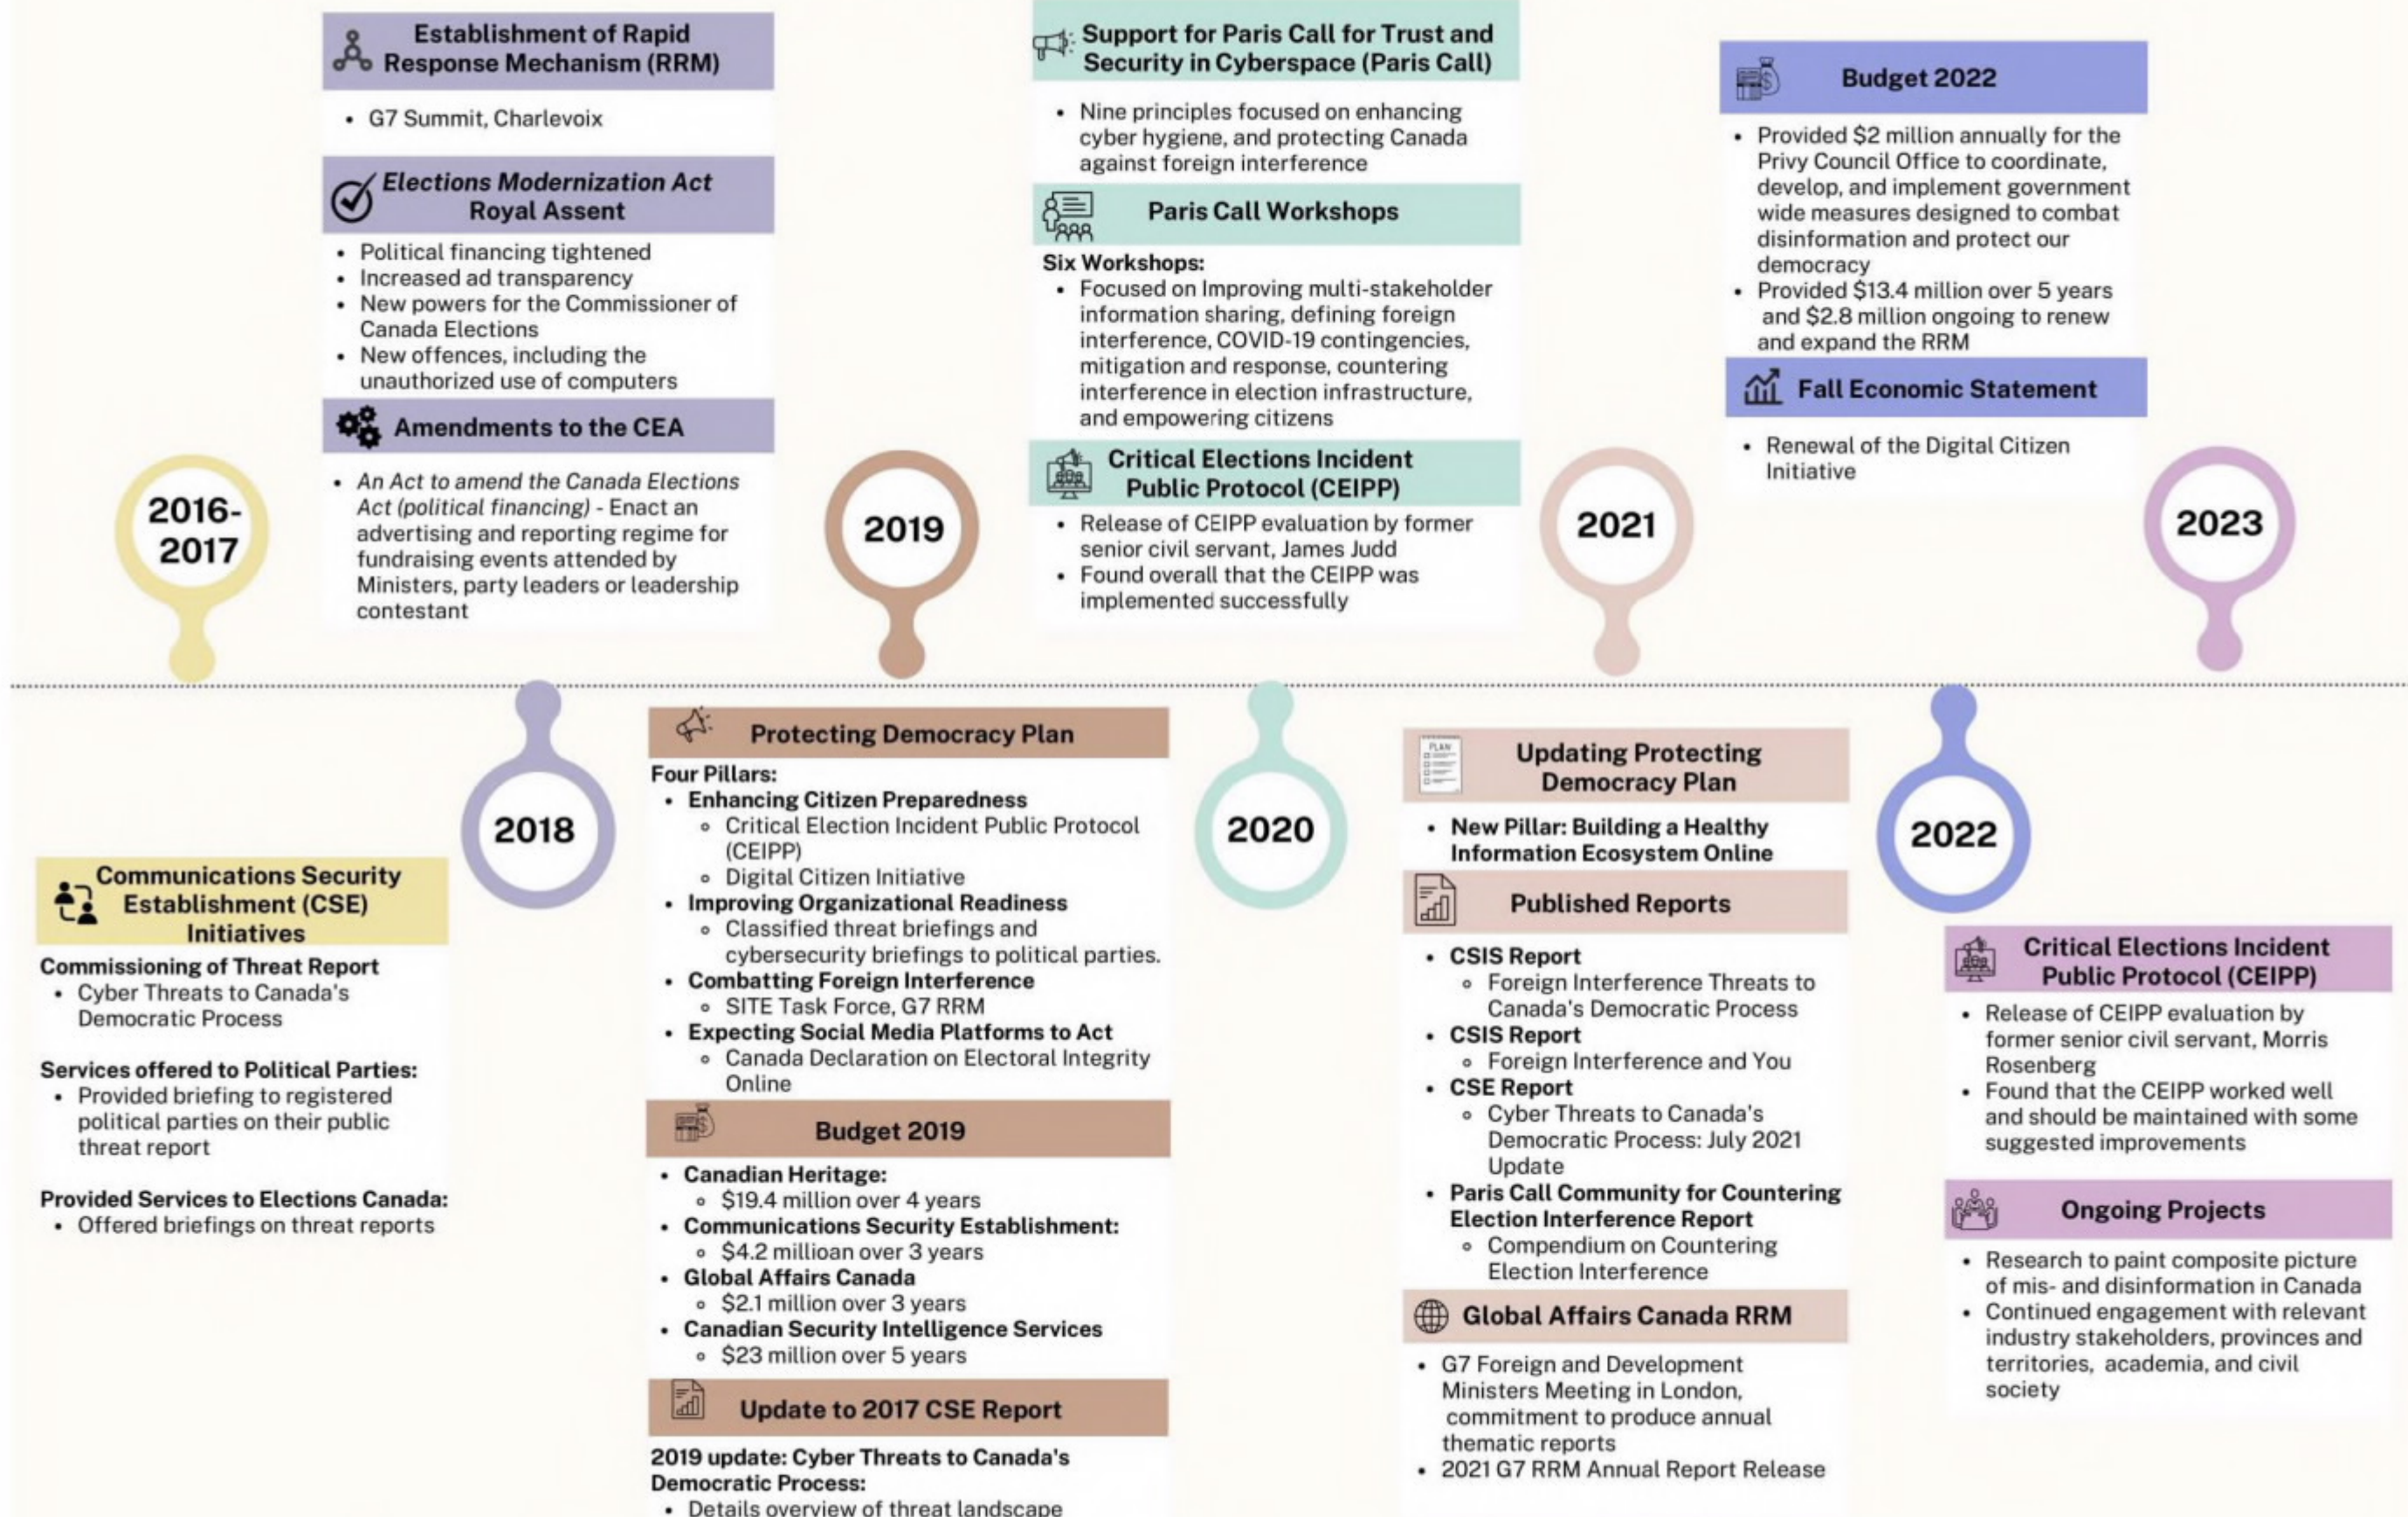 2016-
2017
Communications Security
Establishment (CSE)
Initiatives
Commissioning of Threat Report
• Cyber Threats to Canada's
Democratic Process
Services offered to Political Parties:
• Provided briefing to registered
political parties on their public
threat report
Provided Services to Elections Canada:
• Offered briefings on threat reports
2018
Establishment of Rapid
Response Mechanism (RRM)
• G7 Summit, Charlevoix
Elections Modernization Act
Royal Assent
• Political financing tightened
• Increased ad transparency
• New powers for the Commissioner of
Canada Elections
• New offences, including the
unauthorized use of computers
Amendments to the CEA
• An Act to amend the Canada Elections
Act (political financing) - Enact an
advertising and reporting regime for
fundraising events attended by
Ministers, party leaders or leadership
contestant
2019
Protecting Democracy Plan
Four Pillars:
• Enhancing Citizen Preparedness
◦ Critical Election Incident Public Protocol
(CEIPP)
◦ Digital Citizen Initiative
• Improving Organizational Readiness
◦ Classified threat briefings and
cybersecurity briefings to political parties.
• Combatting Foreign Interference
◦ SITE Task Force, G7 RRM
• Expecting Social Media Platforms to Act
◦ Canada Declaration on Electoral Integrity
Online
Budget 2019
• Canadian Heritage:
◦ $19.4 million over 4 years
• Communications Security Establishment:
◦ $4.2 millioan over 3 years
• Global Affairs Canada
◦ $2.1 million over 3 years
• Canadian Security Intelligence Services
◦ $23 million over 5 years
Update to 2017 CSE Report
2019 update: Cyber Threats to Canada's
Democratic Process:
• Details overview of threat landscape
2020
Support for Paris Call for Trust and
Security in Cyberspace (Paris Call)
• Nine principles focused on enhancing
cyber hygiene, and protecting Canada
against foreign interference
Paris Call Workshops
Six Workshops:
• Focused on Improving multi-stakeholder
information sharing, defining foreign
interference, COVID-19 contingencies,
mitigation and response, countering
interference in election infrastructure,
and empowering citizens
Critical Elections Incident
Public Protocol (CEIPP)
• Release of CEIPP evaluation by former
senior civil servant, James Judd
• Found overall that the CEIPP was
implemented successfully
2021
PLAN
Updating Protecting
Democracy Plan
• New Pillar: Building a Healthy
Information Ecosystem Online
Published Reports
• CSIS Report
◦ Foreign Interference Threats to
Canada's Democratic Process
• CSIS Report
◦ Foreign Interference and You
• CSE Report
◦ Cyber Threats to Canada's
Democratic Process: July 2021
Update
• Paris Call Community for Countering
Election Interference Report
◦ Compendium on Countering
Election Interference
Global Affairs Canada RRM
• G7 Foreign and Development
Ministers Meeting in London,
commitment to produce annual
thematic reports
• 2021 G7 RRM Annual Report Release
2022
Budget 2022
• Provided $2 million annually for the
Privy Council Office to coordinate,
develop, and implement government
wide measures designed to combat
disinformation and protect our
democracy
• Provided $13.4 million over 5 years
and $2.8 million ongoing to renew
and expand the RRM
Fall Economic Statement
• Renewal of the Digital Citizen
Initiative
2023
Critical Elections Incident
Public Protocol (CEIPP)
• Release of CEIPP evaluation by
former senior civil servant, Morris
Rosenberg
• Found that the CEIPP worked well
and should be maintained with some
suggested improvements
Ongoing Projects
• Research to paint composite picture
of mis- and disinformation in Canada
• Continued engagement with relevant
industry stakeholders, provinces and
territories, academia, and civil
society